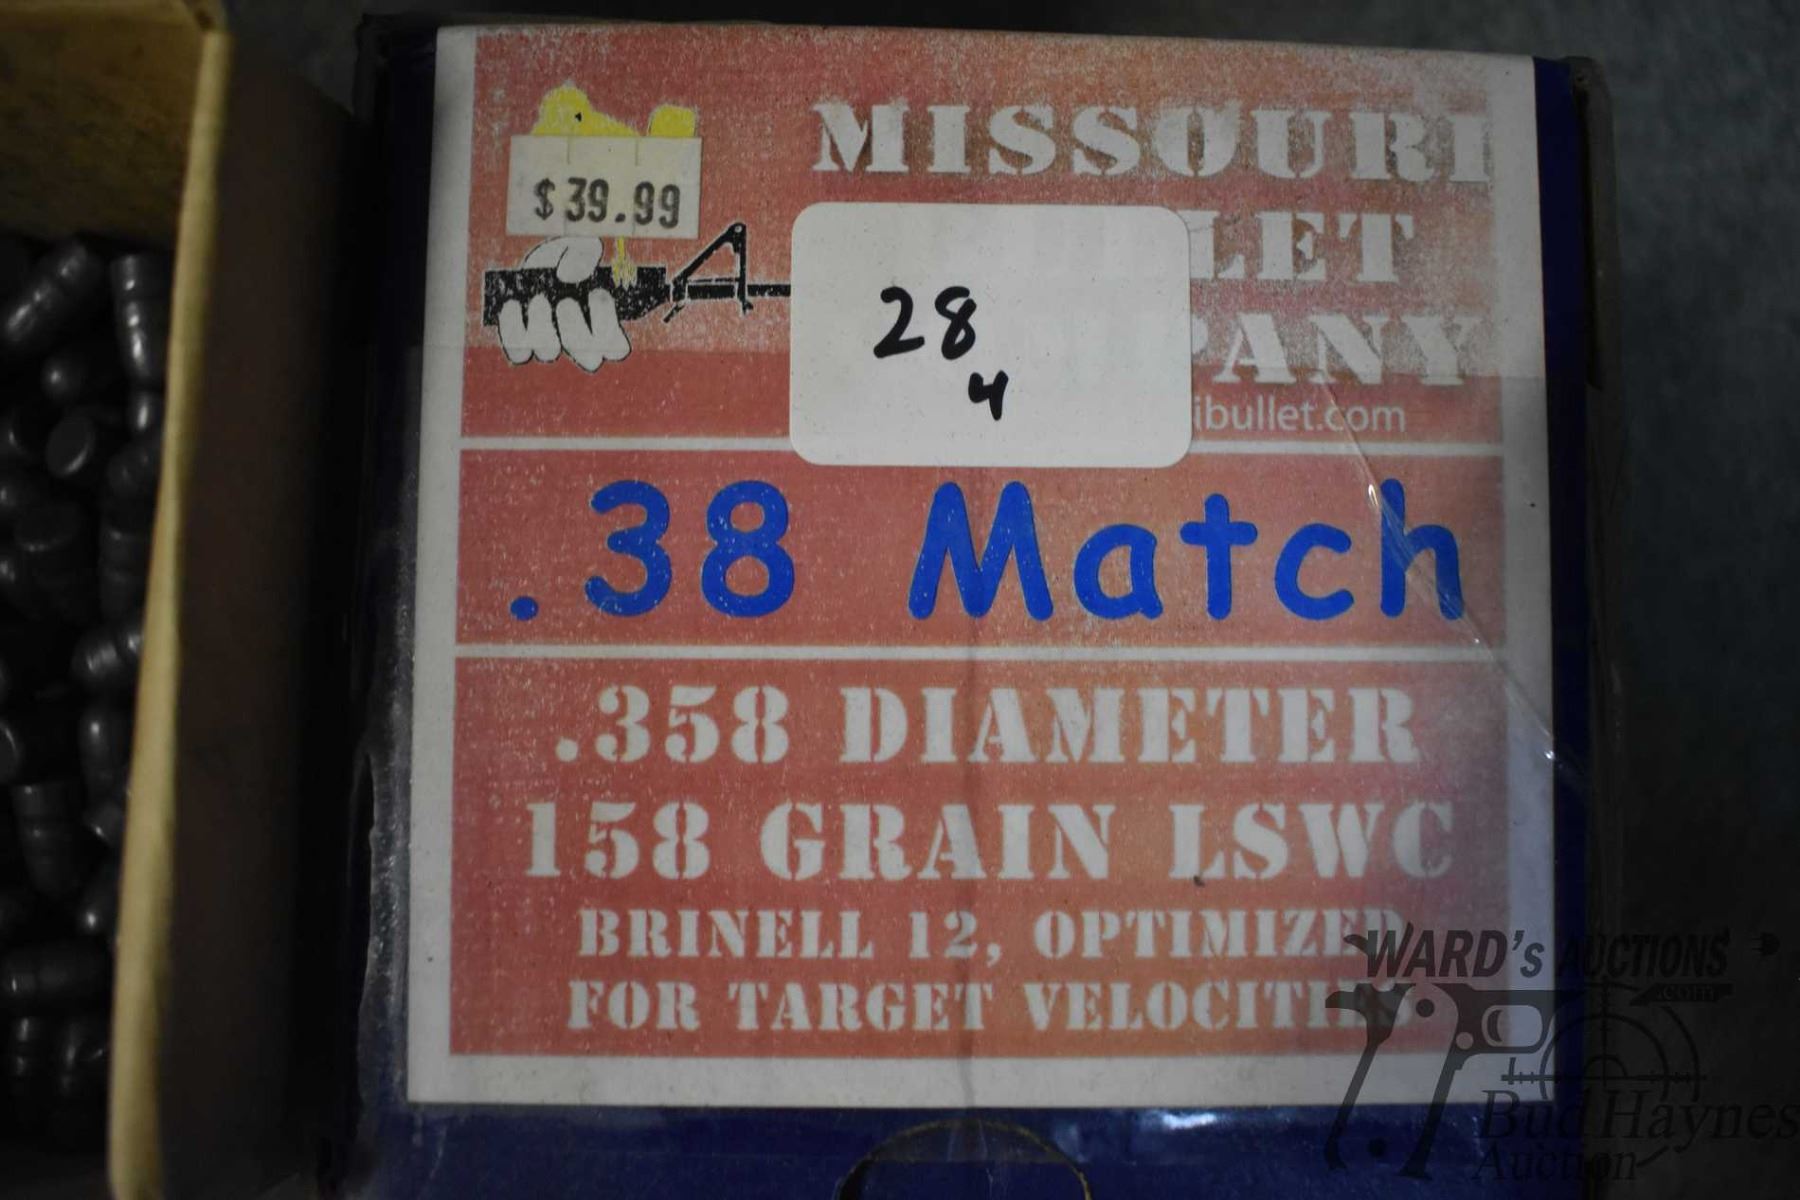 MISSOURI
$39.99
LET
28
PANY
4
ibullet.com
.38 Match
.358 DIAMETER
158 GRAIN LSWC
BRINELL 12, OPTIMIZED
FOR TARGET VELOCITIES
WARD's AUCTIONS
.com
Bud Haynes
Auction